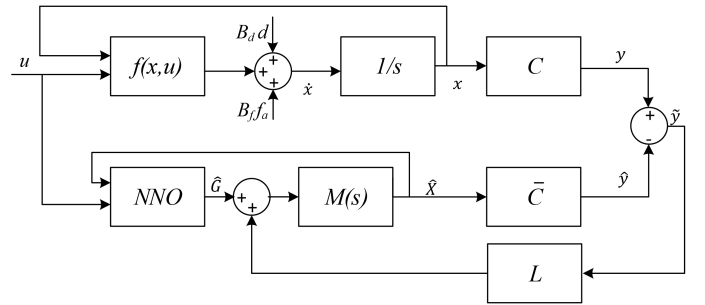 B_d d
u
f(x,u)
+
+
+
ẋ
1/s
x
C
y
+
-
ỹ
B_f f_a
NNO
Ĝ
+
+
M(s)
X̂
C̅
ŷ
L